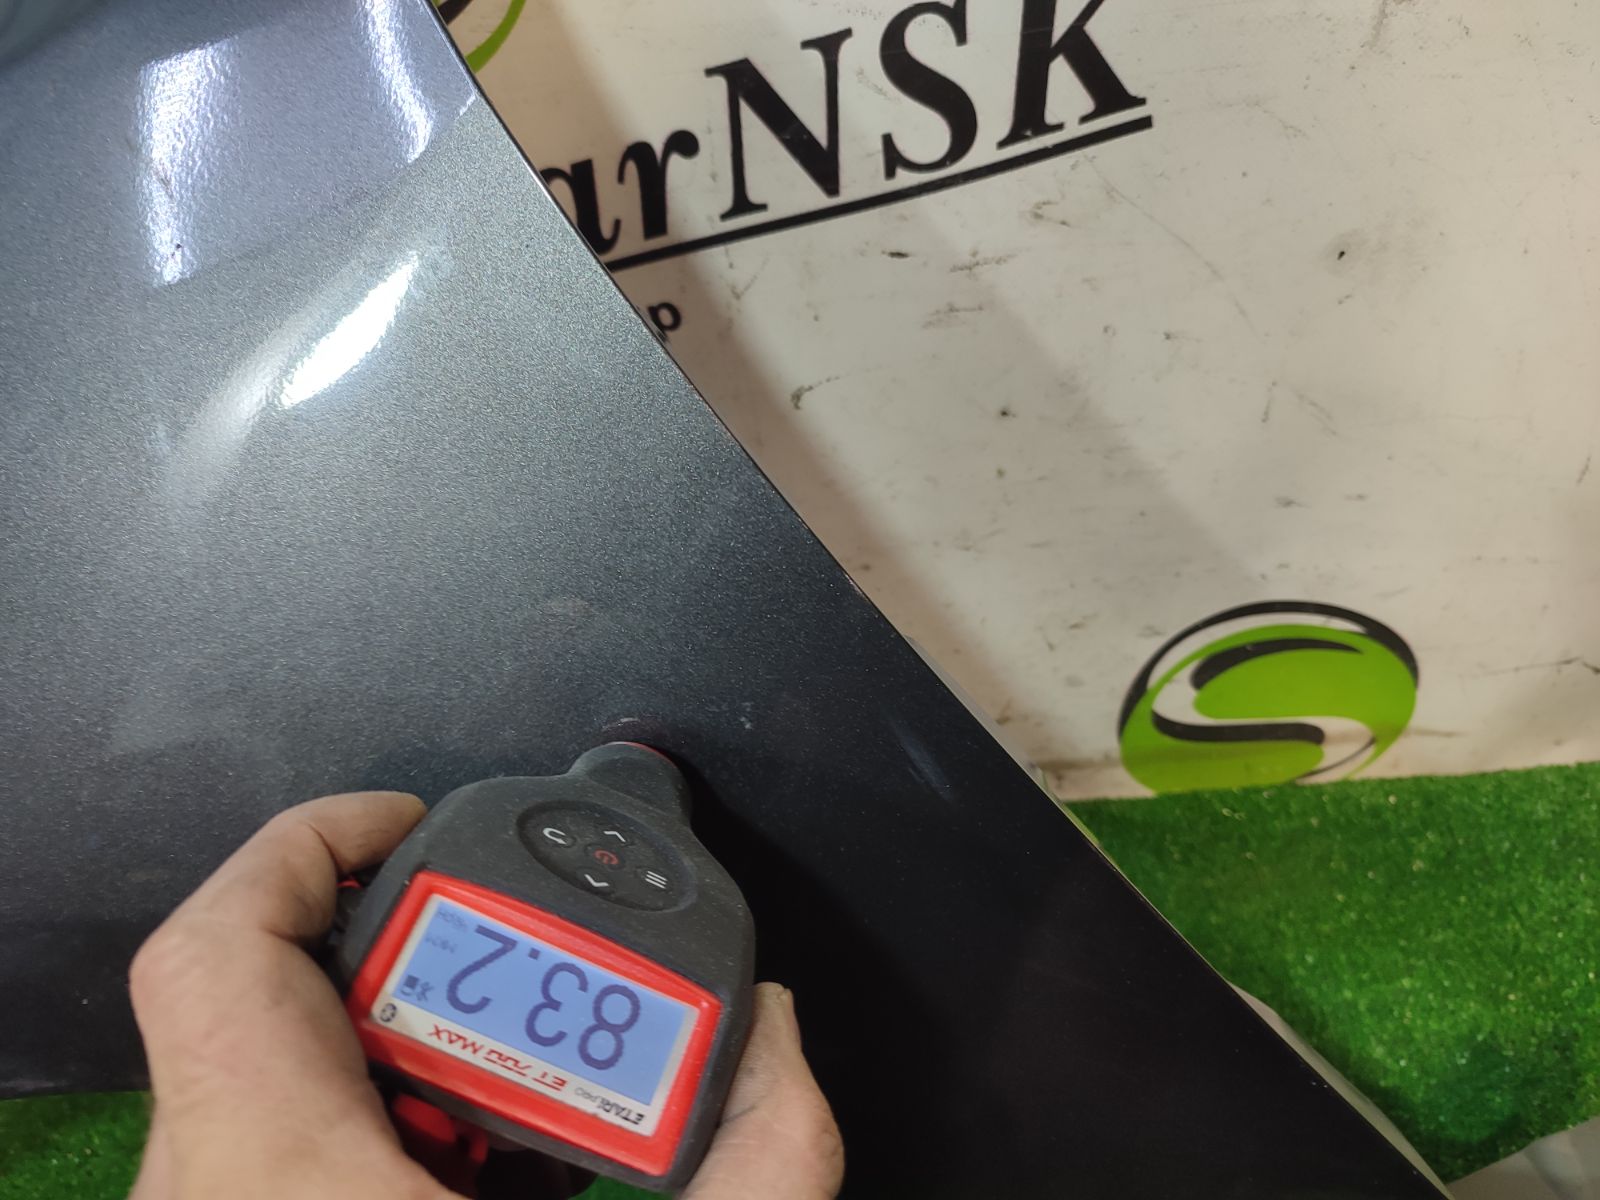 arNSK
р
83.2
ET 700 MAX
ETARI PRO